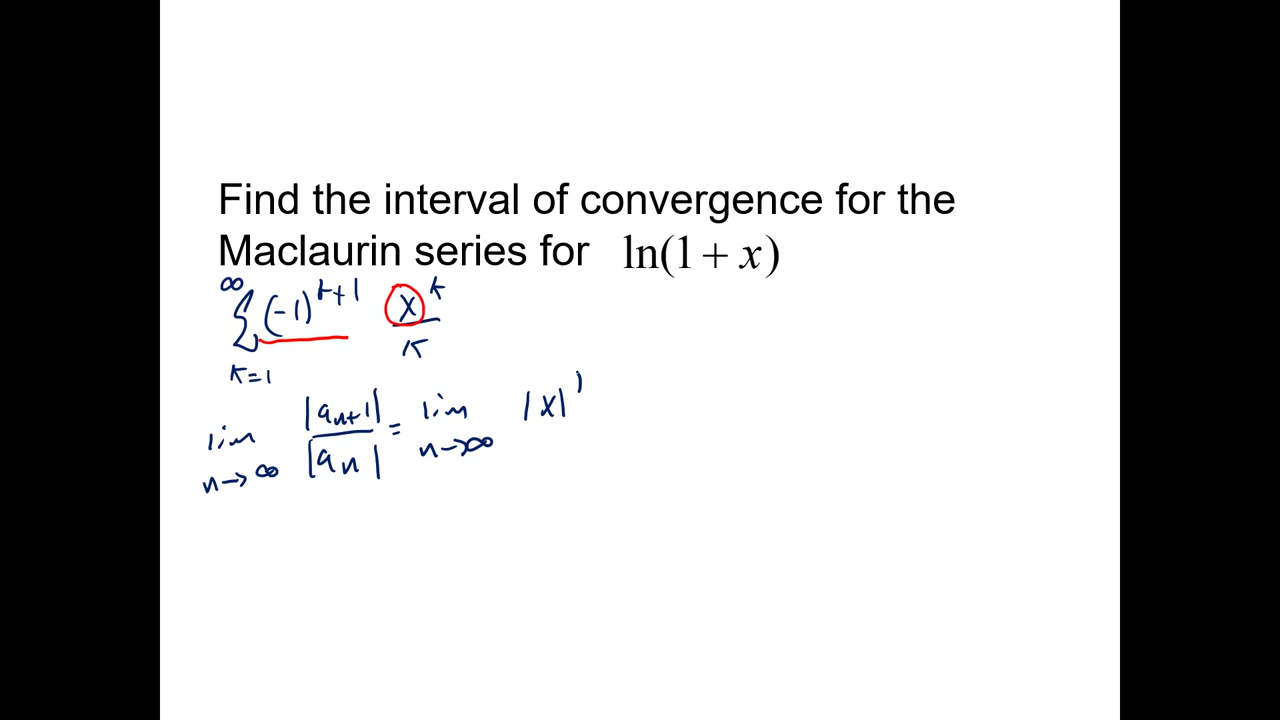 Find the interval of convergence for the
Maclaurin series for ln(1 + x)
∞ Σ k=1 (-1)^{k+1} x^k / k
lim n→∞ |a_{n+1}| / |a_n| = lim n→∞ |x|